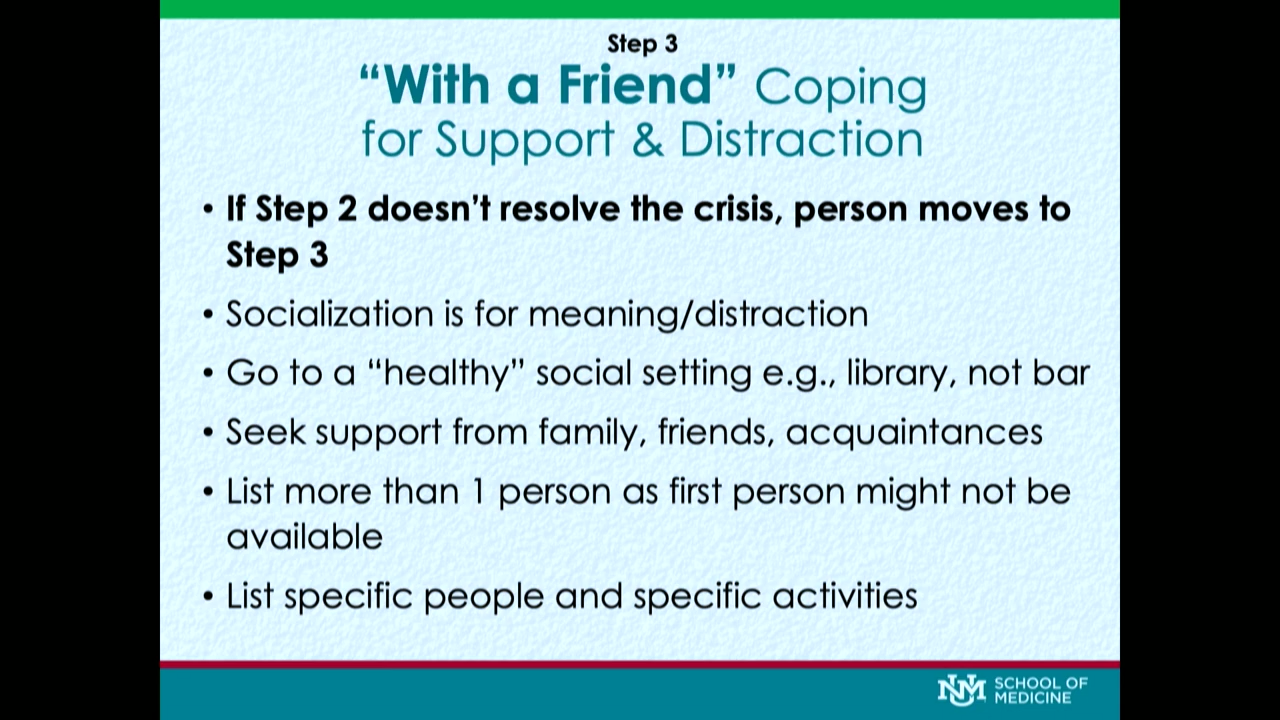 Step 3
“With a Friend” Coping
for Support & Distraction
• If Step 2 doesn’t resolve the crisis, person moves to
Step 3
• Socialization is for meaning/distraction
• Go to a “healthy” social setting e.g., library, not bar
• Seek support from family, friends, acquaintances
• List more than 1 person as first person might not be
available
• List specific people and specific activities
UNM SCHOOL OF
MEDICINE